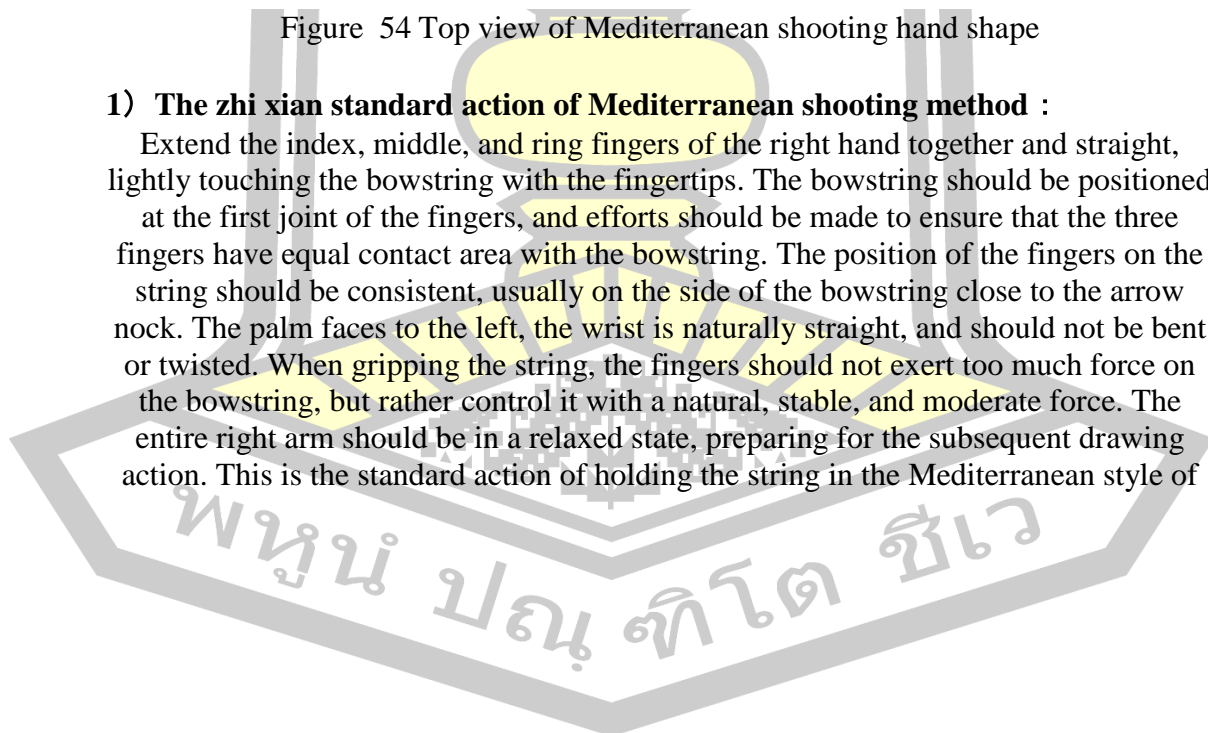 Figure  54 Top view of Mediterranean shooting hand shape
1）The zhi xian standard action of Mediterranean shooting method：
Extend the index, middle, and ring fingers of the right hand together and straight,
lightly touching the bowstring with the fingertips. The bowstring should be positioned
at the first joint of the fingers, and efforts should be made to ensure that the three
fingers have equal contact area with the bowstring. The position of the fingers on the
string should be consistent, usually on the side of the bowstring close to the arrow
nock. The palm faces to the left, the wrist is naturally straight, and should not be bent
or twisted. When gripping the string, the fingers should not exert too much force on
the bowstring, but rather control it with a natural, stable, and moderate force. The
entire right arm should be in a relaxed state, preparing for the subsequent drawing
action. This is the standard action of holding the string in the Mediterranean style of
พหูนํ ปณฺฑิโต ชีเว